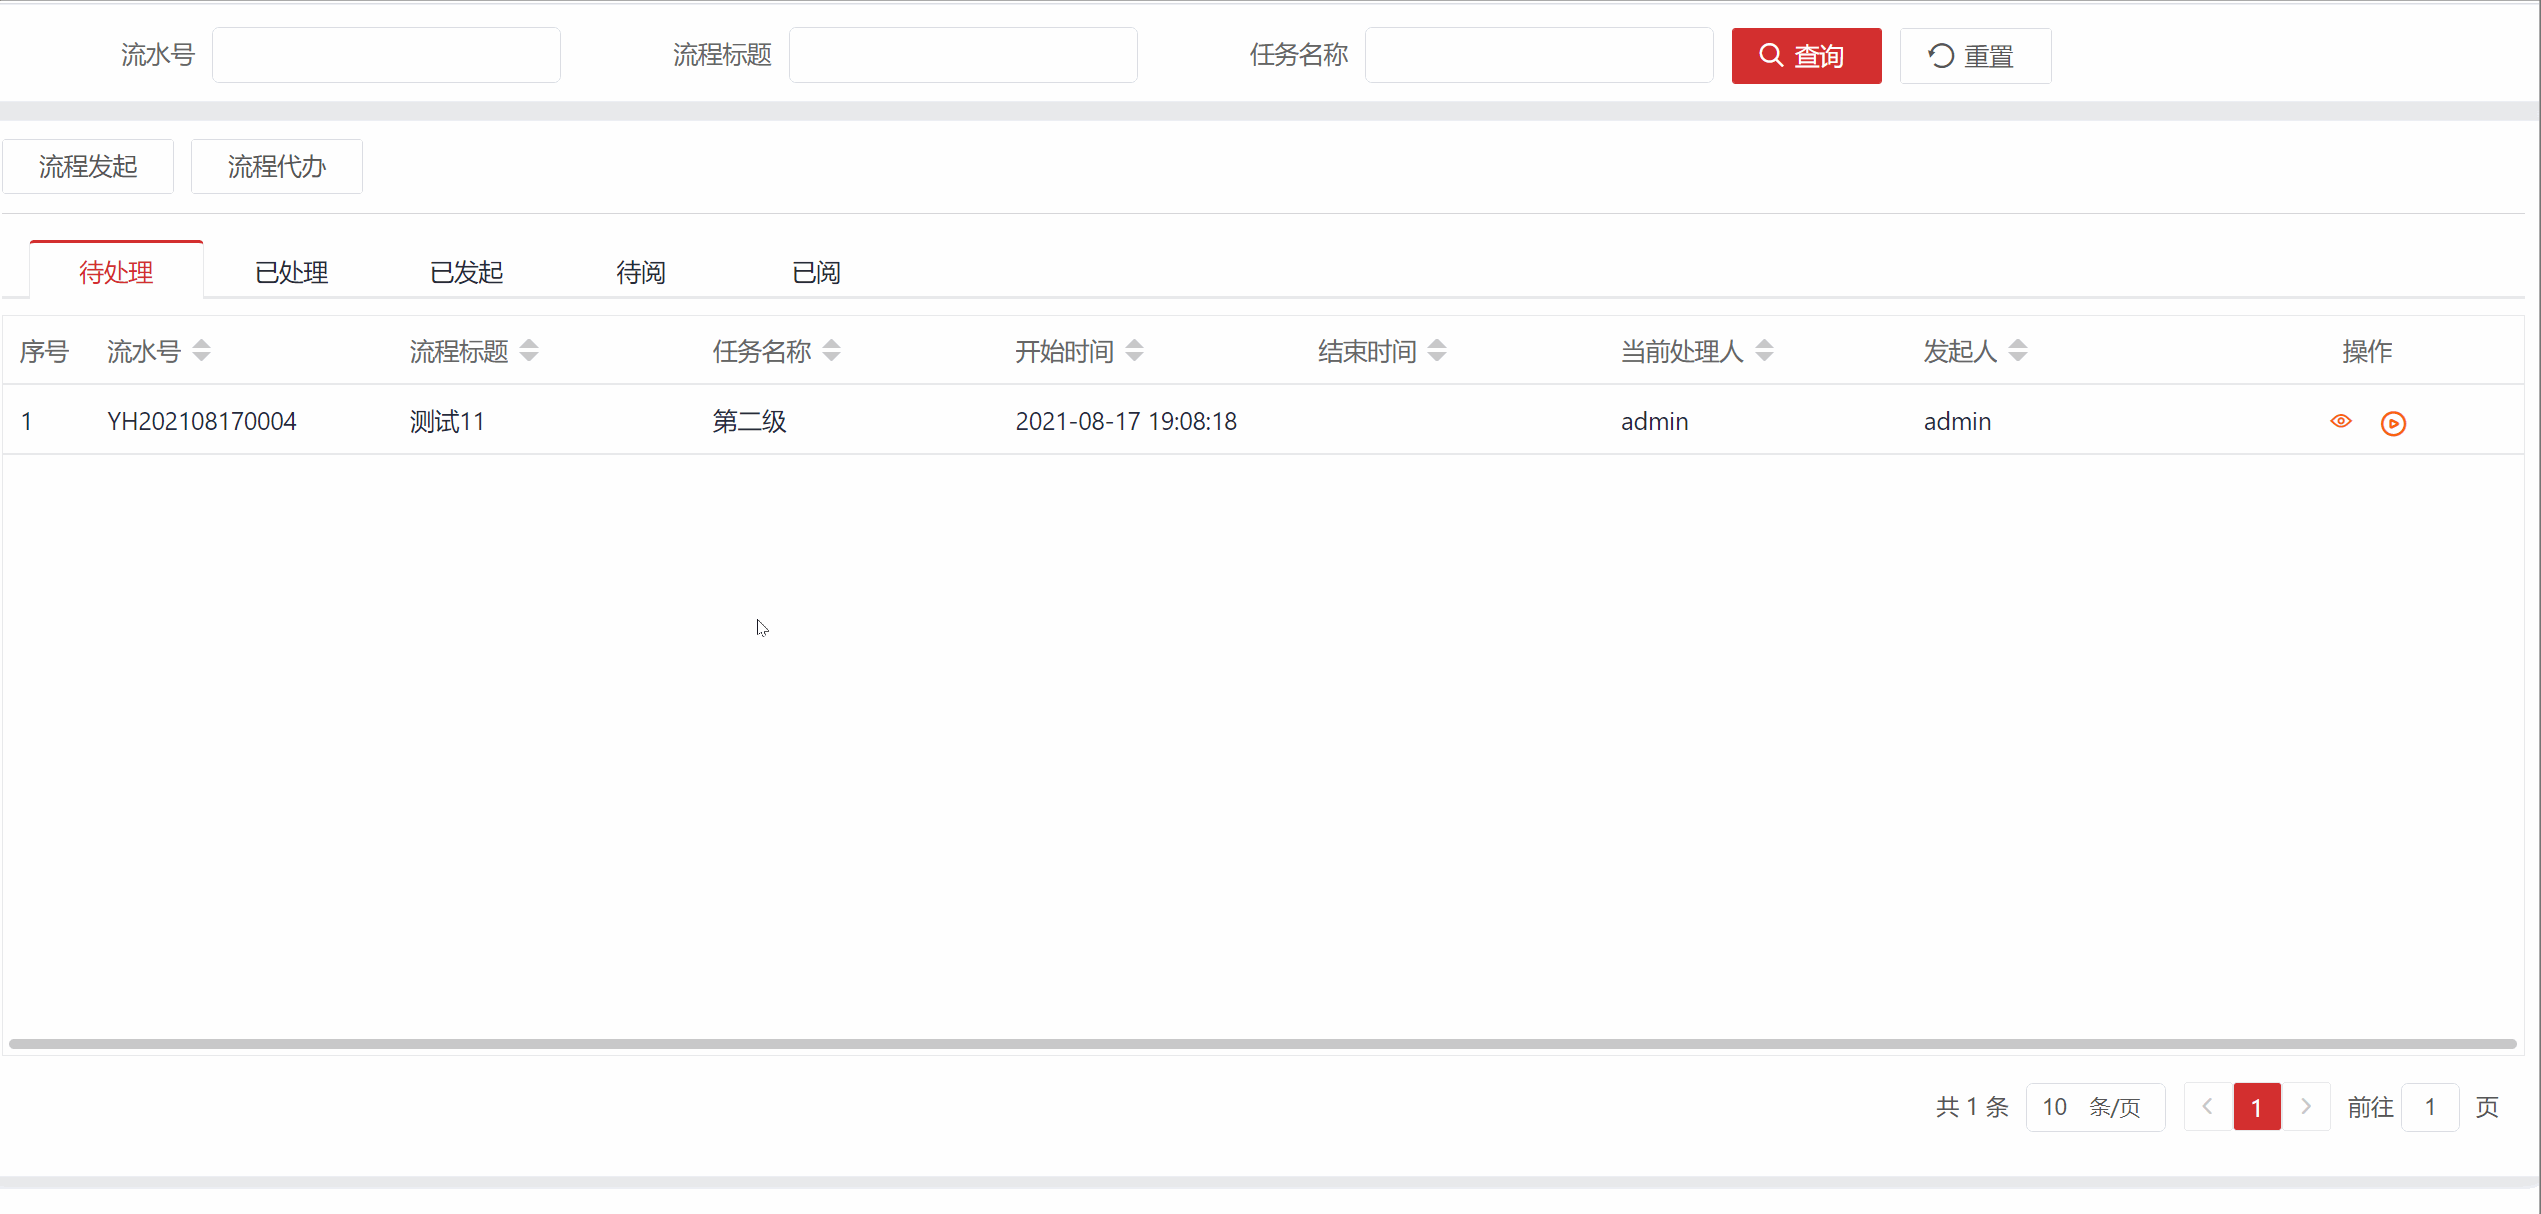 流水号 流程标题 任务名称 查询 重置
流程发起 流程代办
待处理 已处理 已发起 待阅 已阅
序号 流水号 流程标题 任务名称 开始时间 结束时间 当前处理人 发起人 操作
1 YH202108170004 测试11 第二级 2021-08-17 19:08:18 admin admin
共 1 条 10 条/页 1 前往 1 页